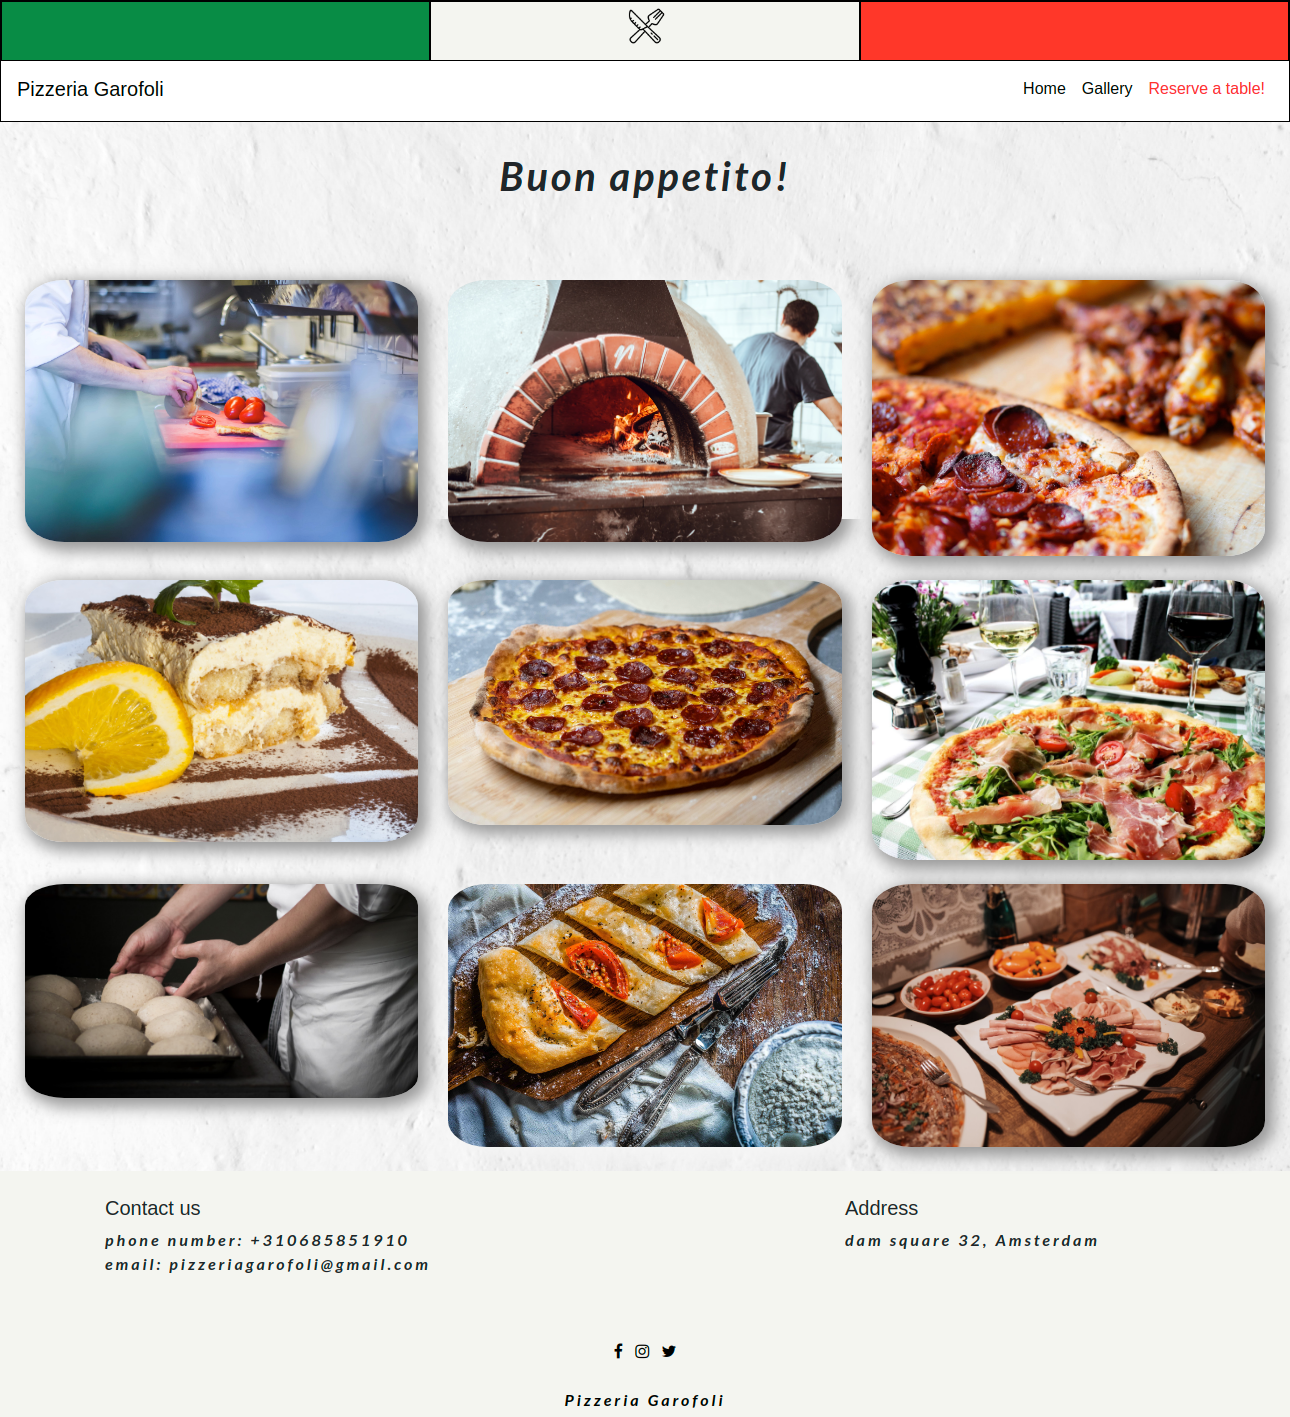 Pizzeria Garofoli
Home Gallery Reserve a table!
Buon appetito!
Contact us
phone number: +310685851910
email: pizzeriagarofoli@gmail.com
Address
dam square 32, Amsterdam
Pizzeria Garofoli